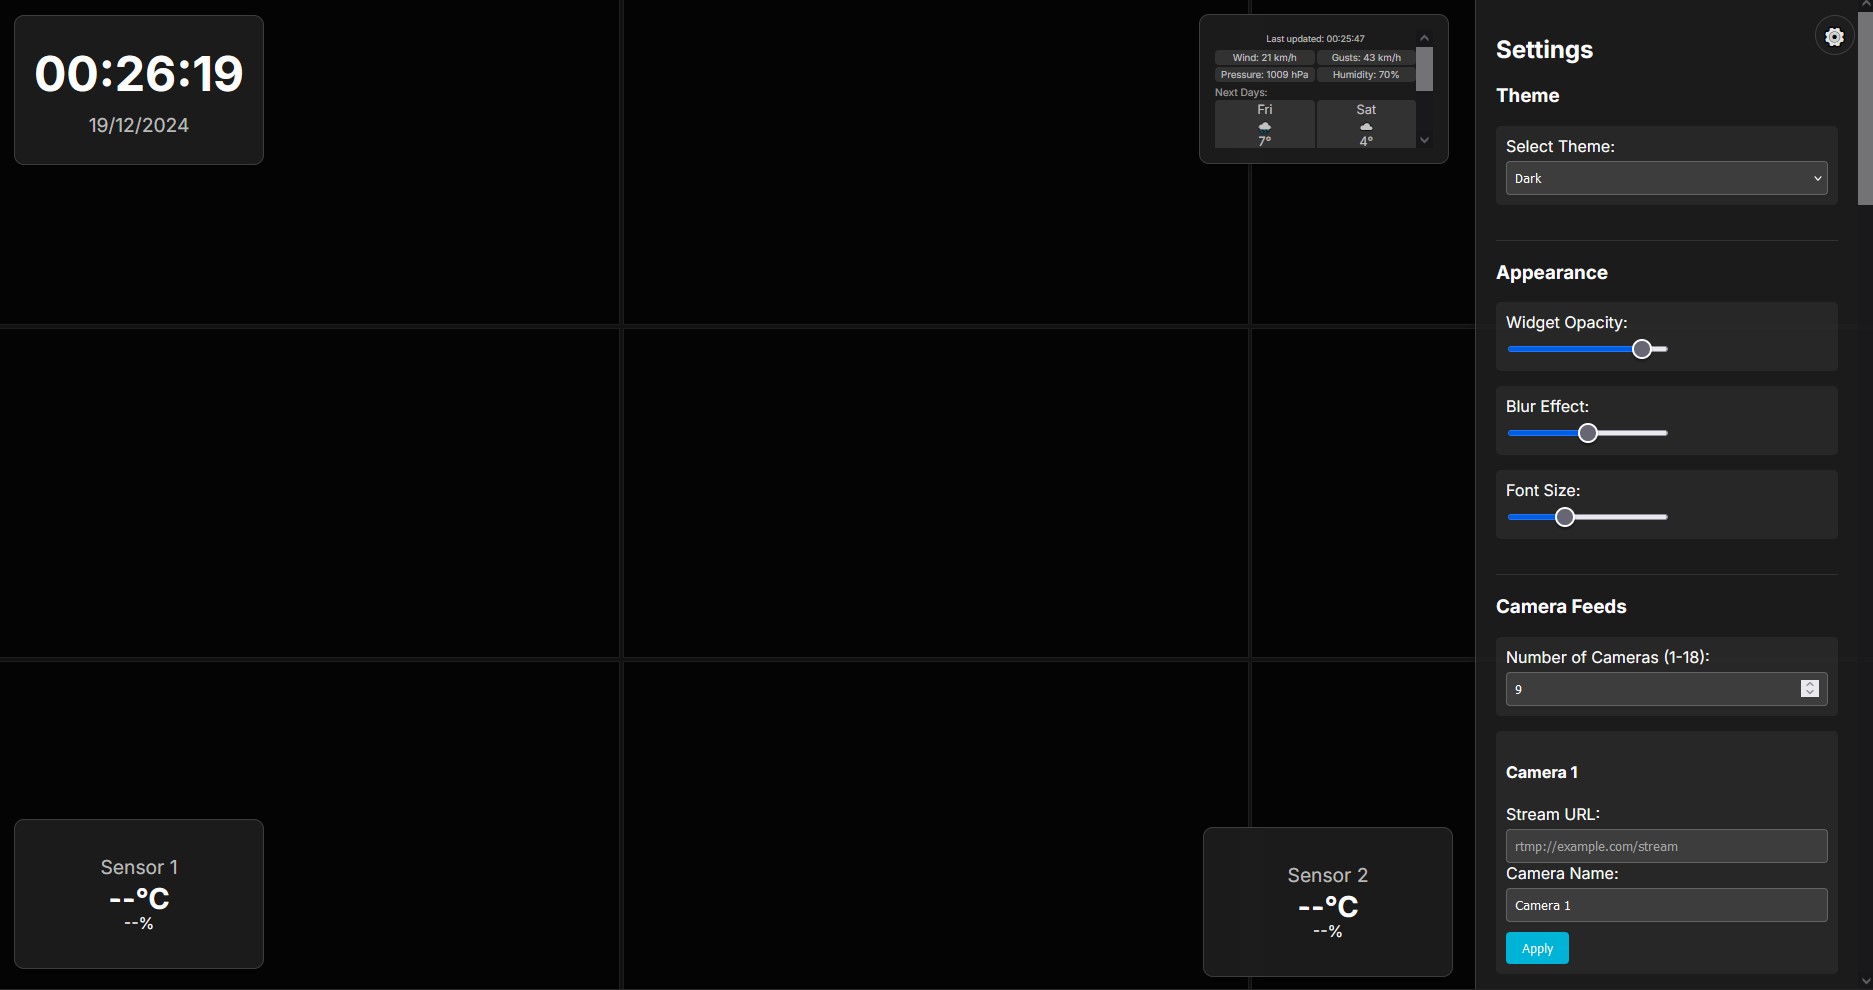 00:26:19
19/12/2024
Last updated: 00:25:47
Wind: 21 km/h Gusts: 43 km/h
Pressure: 1009 hPa Humidity: 70%
Next Days:
Fri Sat
7° 4°
Sensor 1
--°C
--%
Sensor 2
--°C
--%
Settings
Theme
Select Theme:
Dark
Appearance
Widget Opacity:
Blur Effect:
Font Size:
Camera Feeds
Number of Cameras (1-18):
9
Camera 1
Stream URL:
rtmp://example.com/stream
Camera Name:
Camera 1
Apply